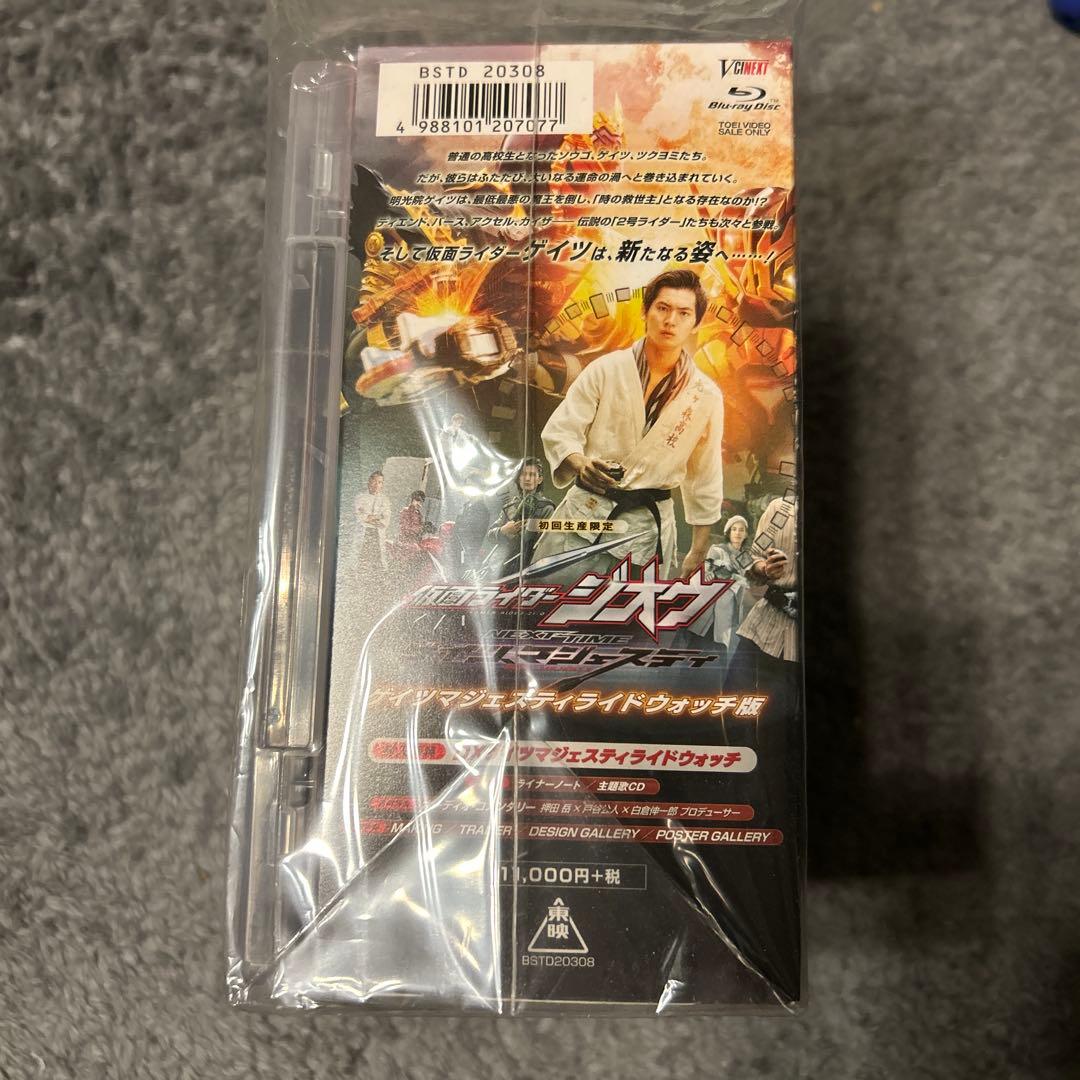 BSTD 20308
4 988101 207077
V CINEXT
Blu-ray Disc
TOEI VIDEO
SALE ONLY
普通の高校生となったソウゴ、ゲイツ、ツクヨミたち。
だが、彼らはふたたび、大いなる運命の渦へと巻き込まれていく。
明光院ゲイツは、最低最悪の魔王を倒し、「時の救世主」となる存在なのか!?
ディエンド、バース、アクセル、カイザ――伝説の「2号ライダー」たちも次々と参戦。
そして仮面ライダーゲイツは、新たなる姿へ……!
光ヶ森高校
初回生産限定
仮面ライダージオウ
NEXT TIME
マジェスティ
ゲイツマジェスティライドウォッチ版
ツマジェスティライドウォッチ
ライナーノート/主題歌CD
押田 岳×戸谷公人×白倉伸一郎 プロデューサー
MAKING/TRAILER/DESIGN GALLERY/POSTER GALLERY
11,000円+税
東映
BSTD20308